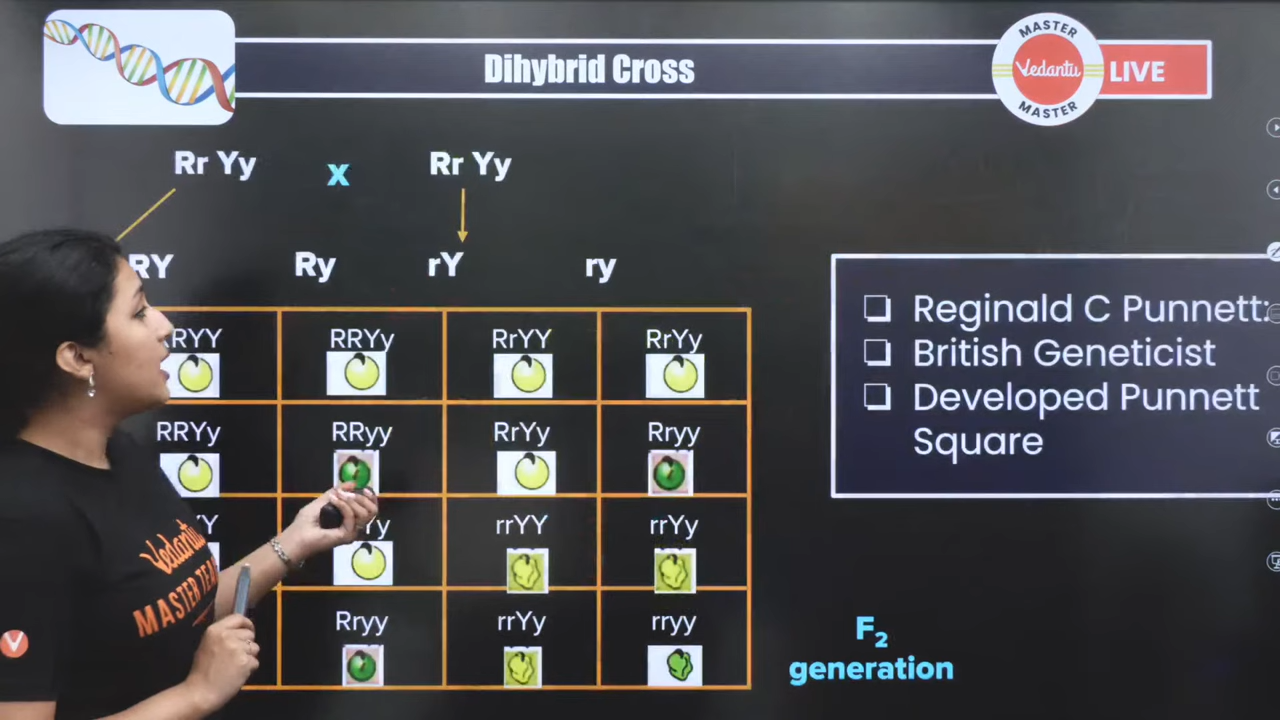 Dihybrid Cross
MASTER
Vedantu
MASTER
LIVE
Rr Yy x Rr Yy
RY Ry rY ry
RRYy RrYY RrYy
RRYy RRyy RrYy Rryy
rrYY rrYy
Rryy rrYy rryy
Reginald C Punnett:
British Geneticist
Developed Punnett
Square
F₂
generation
Vedantu
MASTER
V